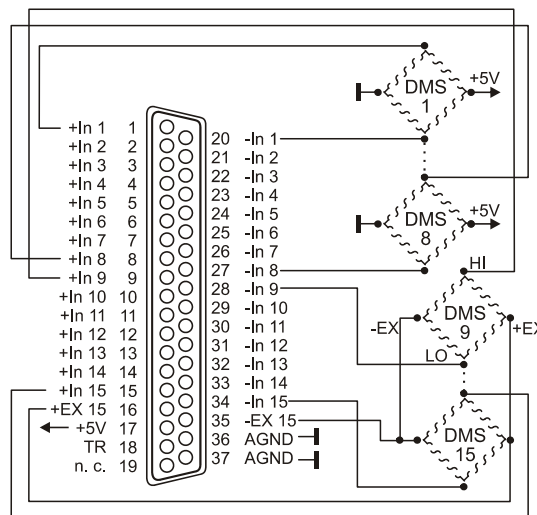 +In 1 1
+In 2 2
+In 3 3
+In 4 4
+In 5 5
+In 6 6
+In 7 7
+In 8 8
+In 9 9
+In 10 10
+In 11 11
+In 12 12
+In 13 13
+In 14 14
+In 15 15
+EX 15 16
+5V 17
TR 18
n. c. 19
20 -In 1
21 -In 2
22 -In 3
23 -In 4
24 -In 5
25 -In 6
26 -In 7
27 -In 8
28 -In 9
29 -In 10
30 -In 11
31 -In 12
32 -In 13
33 -In 14
34 -In 15
35 -EX 15
36 AGND
37 AGND
DMS
1
+5V
DMS
8
+5V
HI
DMS
9
-EX
+EX
LO
DMS
15